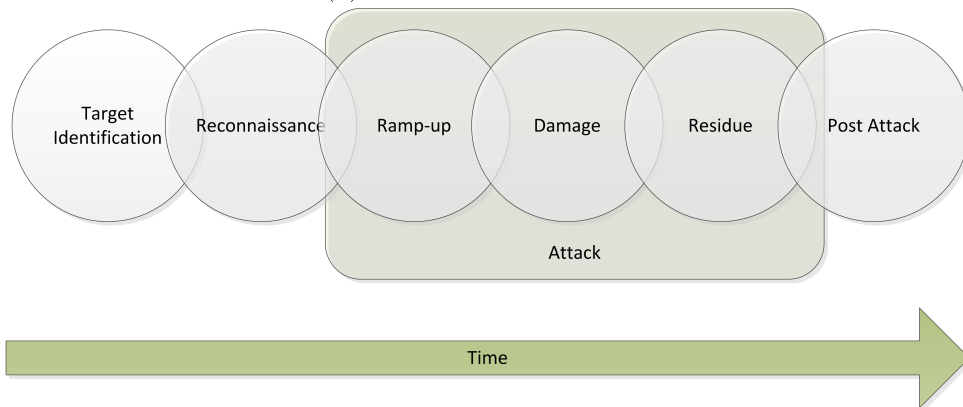 Target
Identification
Reconnaissance
Ramp-up
Damage
Residue
Post Attack
Attack
Time